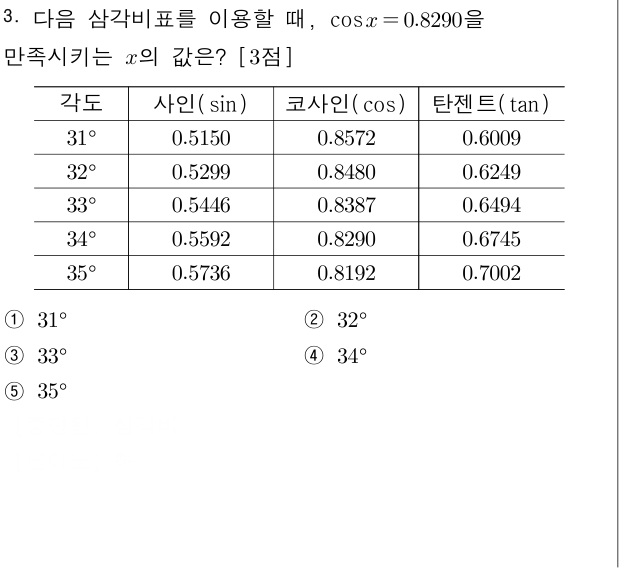 3. 다음 삼각비표를 이용할 때, cos x = 0.8290을
만족시키는 x의 값은? [3점]
각도 사인(sin) 코사인(cos) 탄젠트(tan)
31° 0.5150 0.8572 0.6009
32° 0.5299 0.8480 0.6249
33° 0.5446 0.8387 0.6494
34° 0.5592 0.8290 0.6745
35° 0.5736 0.8192 0.7002
① 31° ② 32°
③ 33° ④ 34°
⑤ 35°